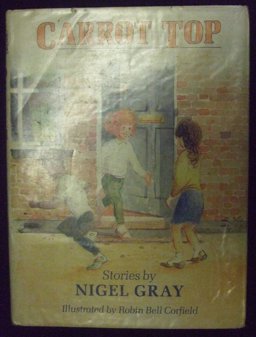 CARROT TOP
Stories by
NIGEL GRAY
Illustrated by Robin Bell Corfield